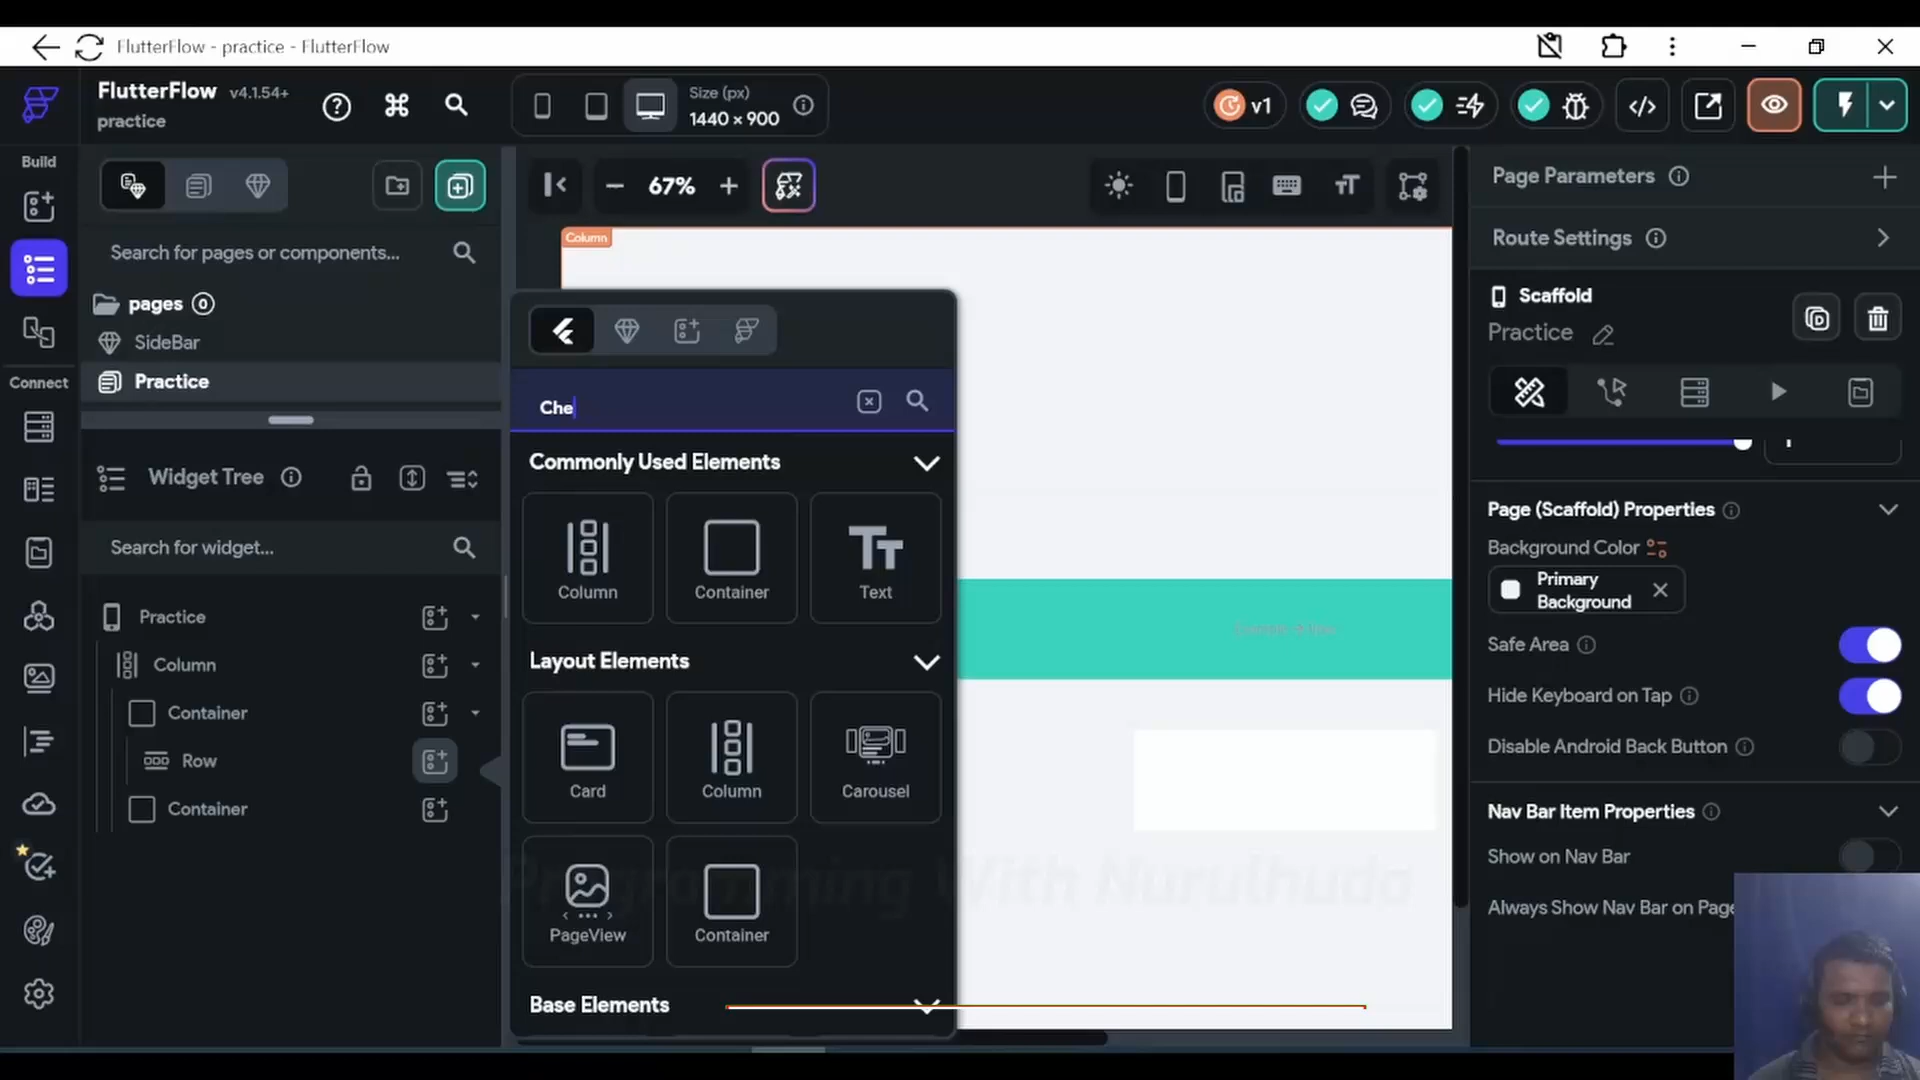 FlutterFlow - practice - FlutterFlow
FlutterFlow v4.1.54+
practice
Size (px)
1440 × 900
v1
Build
67%
Page Parameters
Search for pages or components...
Column
Route Settings
pages 0
Scaffold
SideBar
Practice
Practice
Connect
Che
Commonly Used Elements
Widget Tree
Page (Scaffold) Properties
Search for widget...
Background Color
Column
Container
Text
Primary
Background
Practice
Safe Area
Column
Layout Elements
Hide Keyboard on Tap
Container
Disable Android Back Button
Row
Card
Column
Carousel
Container
Nav Bar Item Properties
Show on Nav Bar
Programming With Nurulhuda
Always Show Nav Bar on Page
PageView
Container
Base Elements